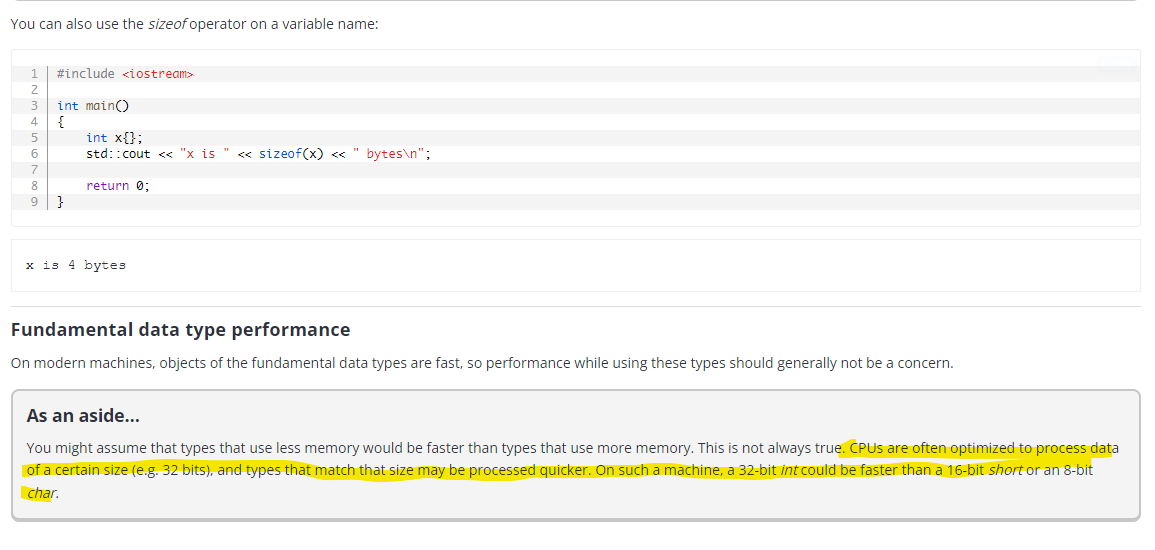 You can also use the sizeof operator on a variable name:
1 #include <iostream>
2
3 int main()
4 {
5     int x{};
6     std::cout << "x is " << sizeof(x) << " bytes\n";
7
8     return 0;
9 }
x is 4 bytes
Fundamental data type performance
On modern machines, objects of the fundamental data types are fast, so performance while using these types should generally not be a concern.
As an aside...
You might assume that types that use less memory would be faster than types that use more memory. This is not always true. CPUs are often optimized to process data
of a certain size (e.g. 32 bits), and types that match that size may be processed quicker. On such a machine, a 32-bit int could be faster than a 16-bit short or an 8-bit
char.